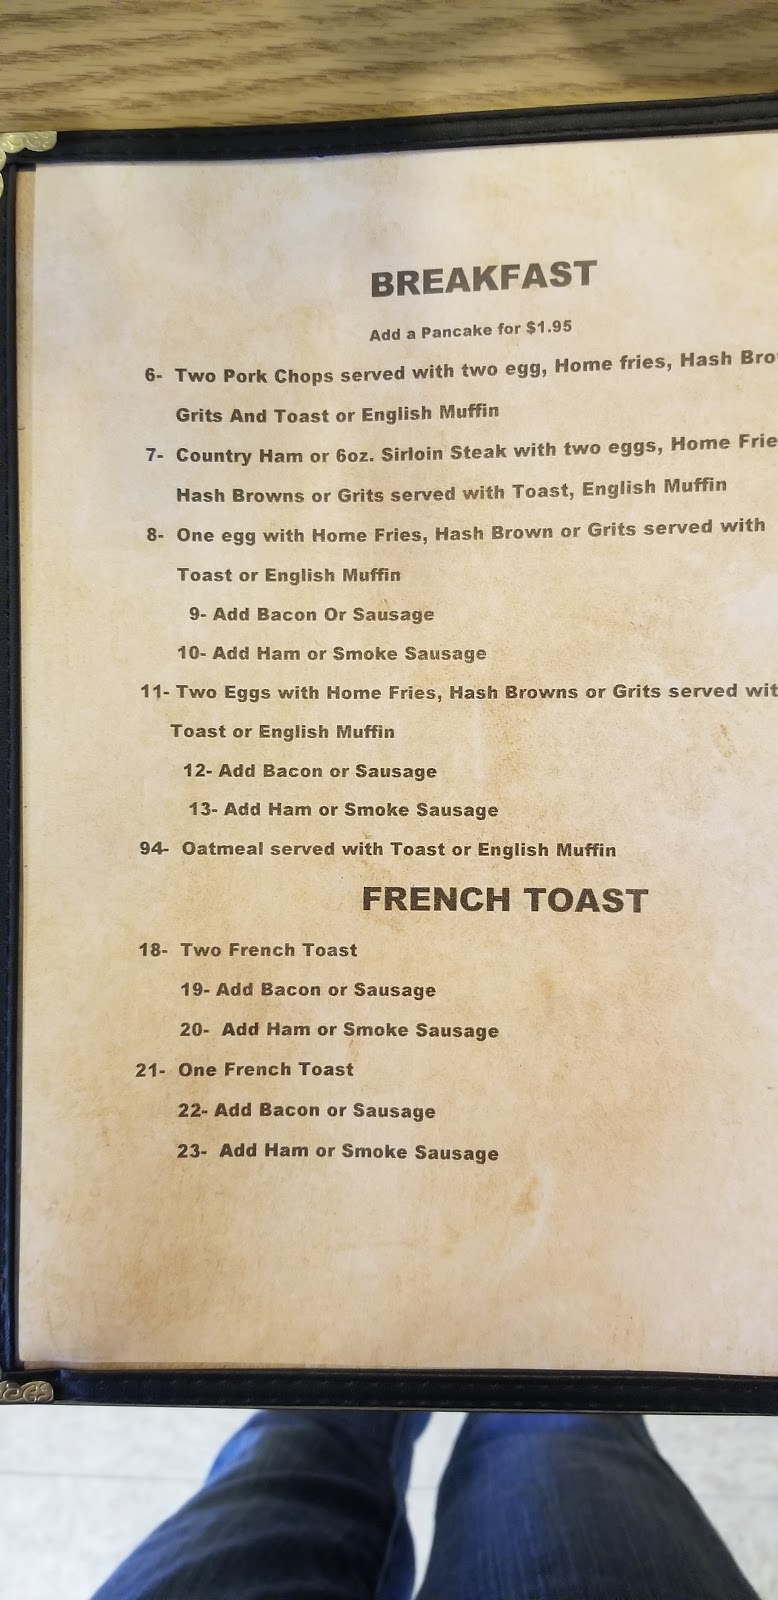 BREAKFAST
Add a Pancake for $1.95
6- Two Pork Chops served with two egg, Home fries, Hash Bro
Grits And Toast or English Muffin
7- Country Ham or 6oz. Sirloin Steak with two eggs, Home Frie
Hash Browns or Grits served with Toast, English Muffin
8- One egg with Home Fries, Hash Brown or Grits served with
Toast or English Muffin
9- Add Bacon Or Sausage
10- Add Ham or Smoke Sausage
11- Two Eggs with Home Fries, Hash Browns or Grits served wit
Toast or English Muffin
12- Add Bacon or Sausage
13- Add Ham or Smoke Sausage
94- Oatmeal served with Toast or English Muffin
FRENCH TOAST
18- Two French Toast
19- Add Bacon or Sausage
20- Add Ham or Smoke Sausage
21- One French Toast
22- Add Bacon or Sausage
23- Add Ham or Smoke Sausage